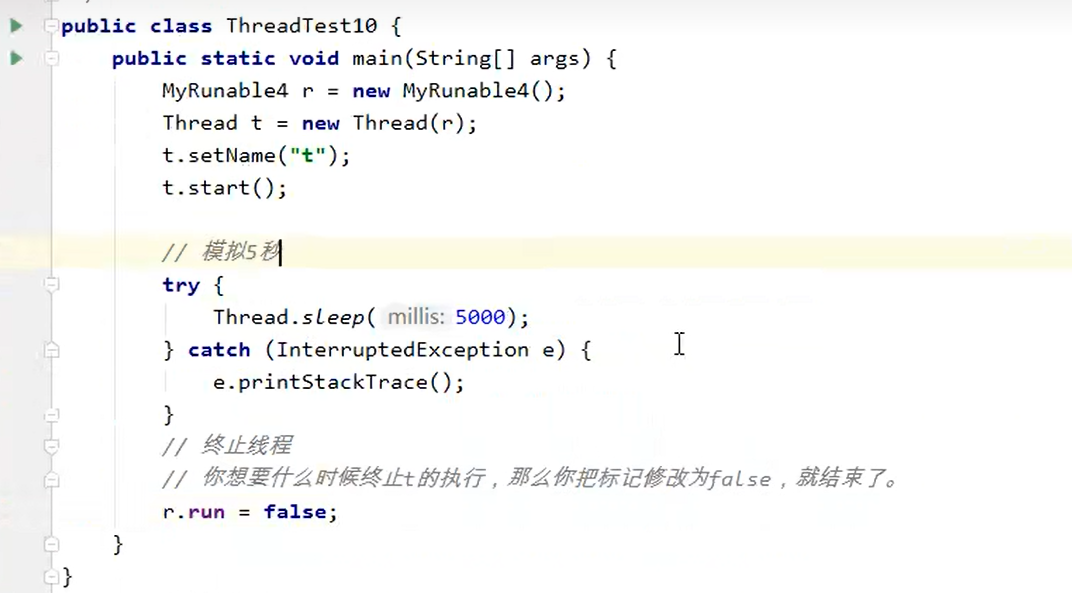 public class ThreadTest10 {
public static void main(String[] args) {
MyRunable4 r = new MyRunable4();
Thread t = new Thread(r);
t.setName("t");
t.start();
// 模拟5秒
try {
Thread.sleep( millis: 5000);
} catch (InterruptedException e) {
e.printStackTrace();
}
// 终止线程
// 你想要什么时候终止t的执行，那么你把标记修改为false，就结束了。
r.run = false;
}
}